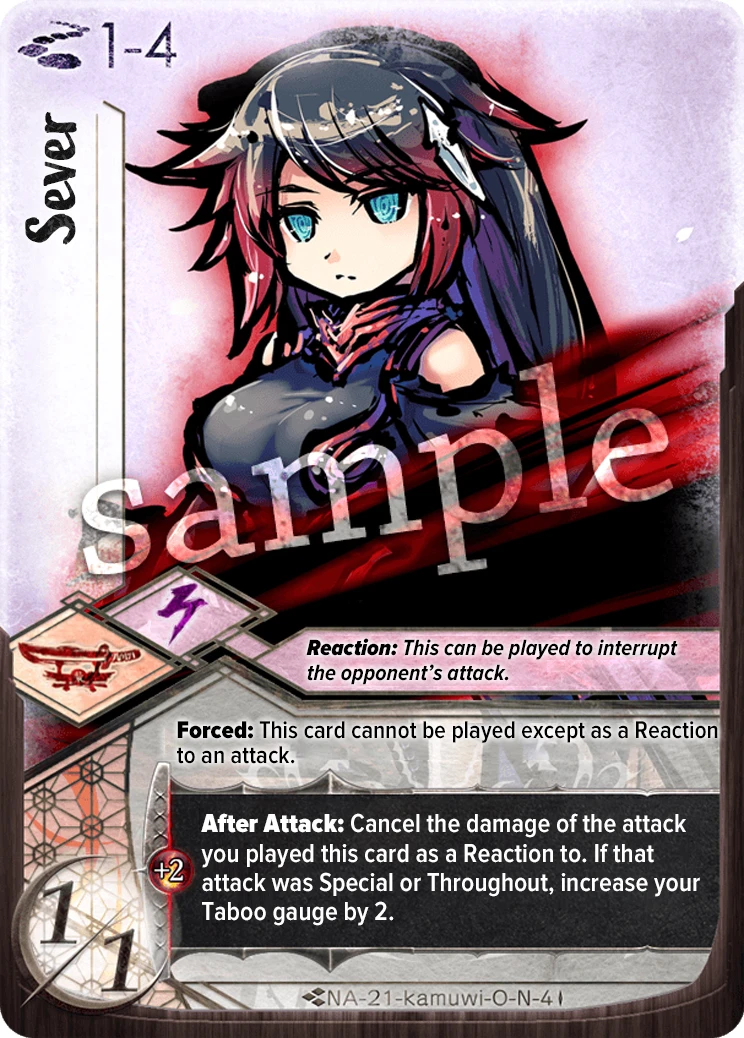 1-4
Sever
sample
Reaction: This can be played to interrupt
the opponent's attack.
Forced: This card cannot be played except as a Reaction
to an attack.
After Attack: Cancel the damage of the attack
you played this card as a Reaction to. If that
attack was Special or Throughout, increase your
Taboo gauge by 2.
+2
1/1
NA-21-kamuwi-O-N-4